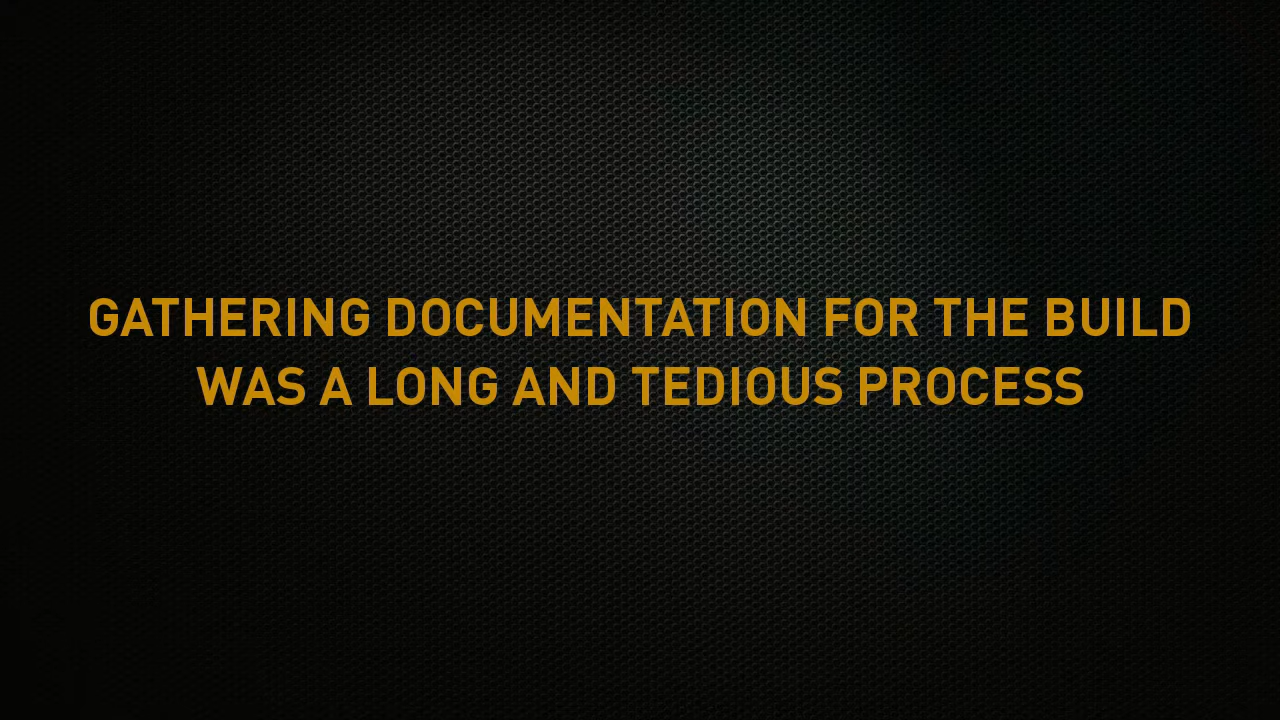 GATHERING DOCUMENTATION FOR THE BUILD
WAS A LONG AND TEDIOUS PROCESS